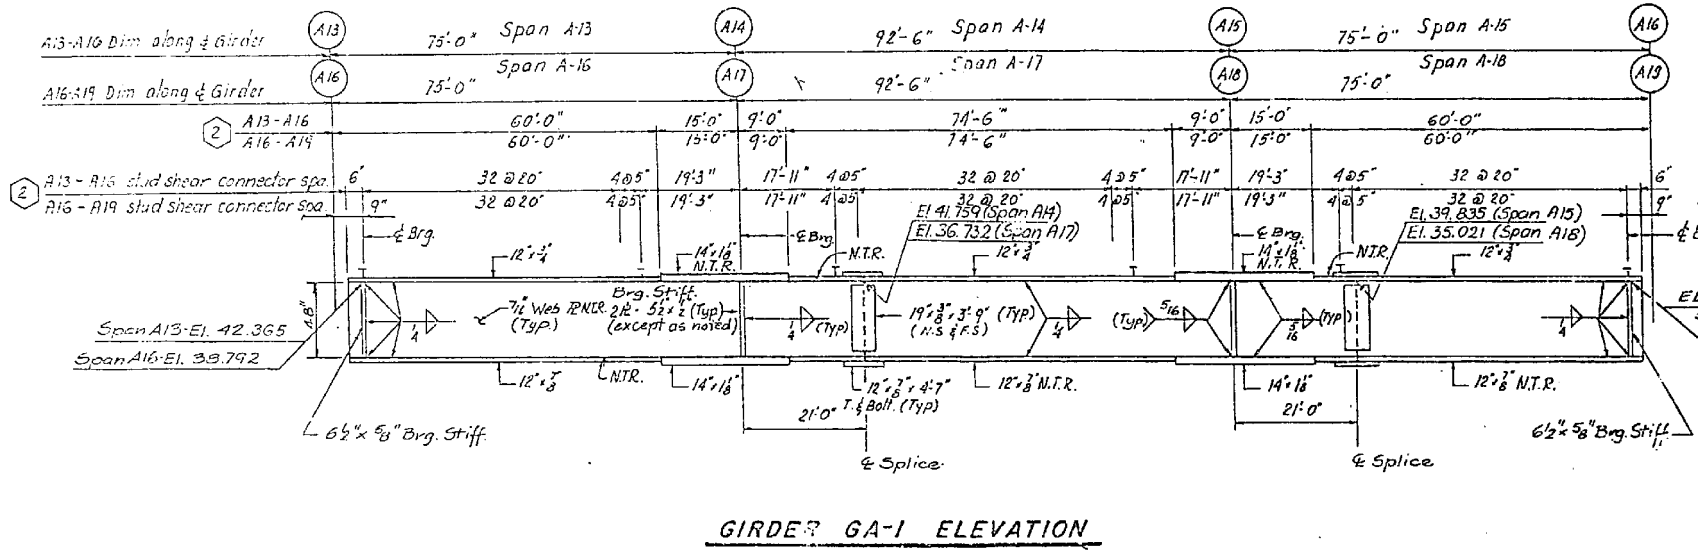 A13 A14 A15 A16
A13-A16 Dim along ℄ Girder 75'-0" Span A-13 92'-6" Span A-14 75'-0" Span A-15
A16 A17 A18 A19
Span A-16 Span A-17 Span A-18
A16-A19 Dim along ℄ Girder 75'-0" 92'-6" 75'-0"
2 A13-A16 60'-0" 15'-0" 9'-0" 74'-6" 9'-0" 15'-0" 60'-0"
A16-A19 60'-0" 15'-0" 9'-0" 74'-6" 9'-0" 15'-0" 60'-0"
2 A13-A16 stud shear connector spa. 6" 32 @ 20" 4 @ 5" 19'-3" 17'-11" 4 @ 5" 32 @ 20" 4 @ 5" 17'-11" 19'-3" 4 @ 5" 32 @ 20" 6"
A16-A19 stud shear connector spa. 9" 32 @ 20" 4 @ 5" 19'-3" 17'-11" 4 @ 5" 32 @ 20" 4 @ 5" 17'-11" 19'-3" 4 @ 5" 32 @ 20" 9"
El. 41.759 (Span A14) El. 39.835 (Span A15)
El. 36.732 (Span A17) El. 35.021 (Span A18)
℄ Brg. ℄ Brg. ℄ Brg.
12" x 3/4" 14" x 1 1/8" N.T.R. N.T.R. 12" x 3/4" 14" x 1 1/8" N.T.R. N.T.R. 12" x 3/4"
48"
7/16" Web ℞ N.T.R. (Typ.)
Brg. Stiff.
2 ℞ - 5 1/2" x 1/2" (Typ)
(except as noted)
19" x 3/8" x 3'-9" (Typ)
(N.S. & F.S)
1/4 1/4 (Typ) 1/4 (Typ) 5/16 5/16 (Typ) 1/4
Span A13-El. 42.365
Span A16-El. 38.792
El.
12" x 7/8" N.T.R. 14" x 1 1/8" 12" x 7/8" x 4'-7" 12" x 7/8" N.T.R. 14" x 1 1/8" 12" x 7/8" N.T.R.
T. & Bott. (Typ)
21'-0" 21'-0"
6 1/2" x 5/8" Brg. Stiff. 6 1/2" x 5/8" Brg. Stiff.
℄ Splice ℄ Splice
GIRDER GA-1 ELEVATION